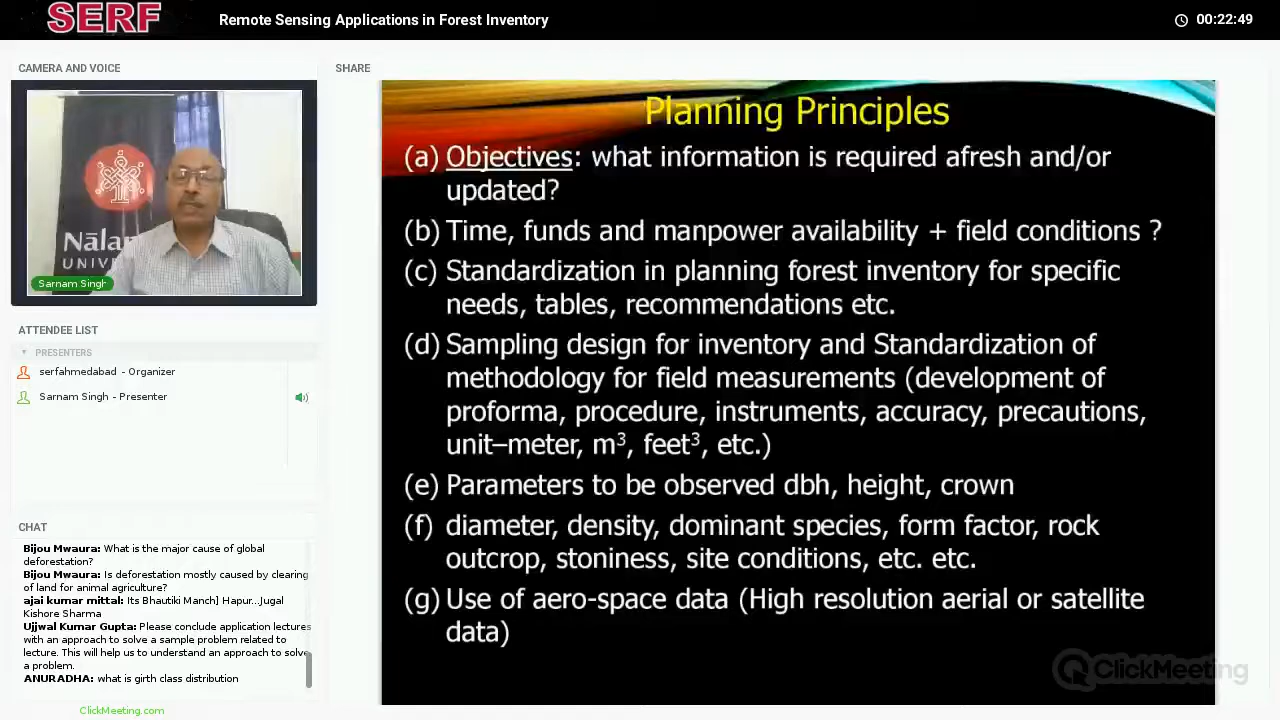 SERF
Remote Sensing Applications in Forest Inventory
00:22:49
CAMERA AND VOICE
Nālan
UNIVERS
Sarnam Singh
ATTENDEE LIST
PRESENTERS
serfahmedabad - Organizer
Sarnam Singh - Presenter
CHAT
Bijou Mwaura: What is the major cause of global
deforestation?
Bijou Mwaura: Is deforestation mostly caused by clearing
of land for animal agriculture?
ajai kumar mittal: Its Bhautiki Manch] Hapur...Jugal
Kishore Sharma
Ujjwal Kumar Gupta: Please conclude application lectures
with an approach to solve a sample problem related to
lecture. This will help us to understand an approach to solve
a problem.
ANURADHA: what is girth class distribution
ClickMeeting.com
SHARE
Planning Principles
(a) Objectives: what information is required afresh and/or
updated?
(b) Time, funds and manpower availability + field conditions ?
(c) Standardization in planning forest inventory for specific
needs, tables, recommendations etc.
(d) Sampling design for inventory and Standardization of
methodology for field measurements (development of
proforma, procedure, instruments, accuracy, precautions,
unit–meter, m³, feet³, etc.)
(e) Parameters to be observed dbh, height, crown
(f) diameter, density, dominant species, form factor, rock
outcrop, stoniness, site conditions, etc. etc.
(g) Use of aero-space data (High resolution aerial or satellite
data)
ClickMeeting